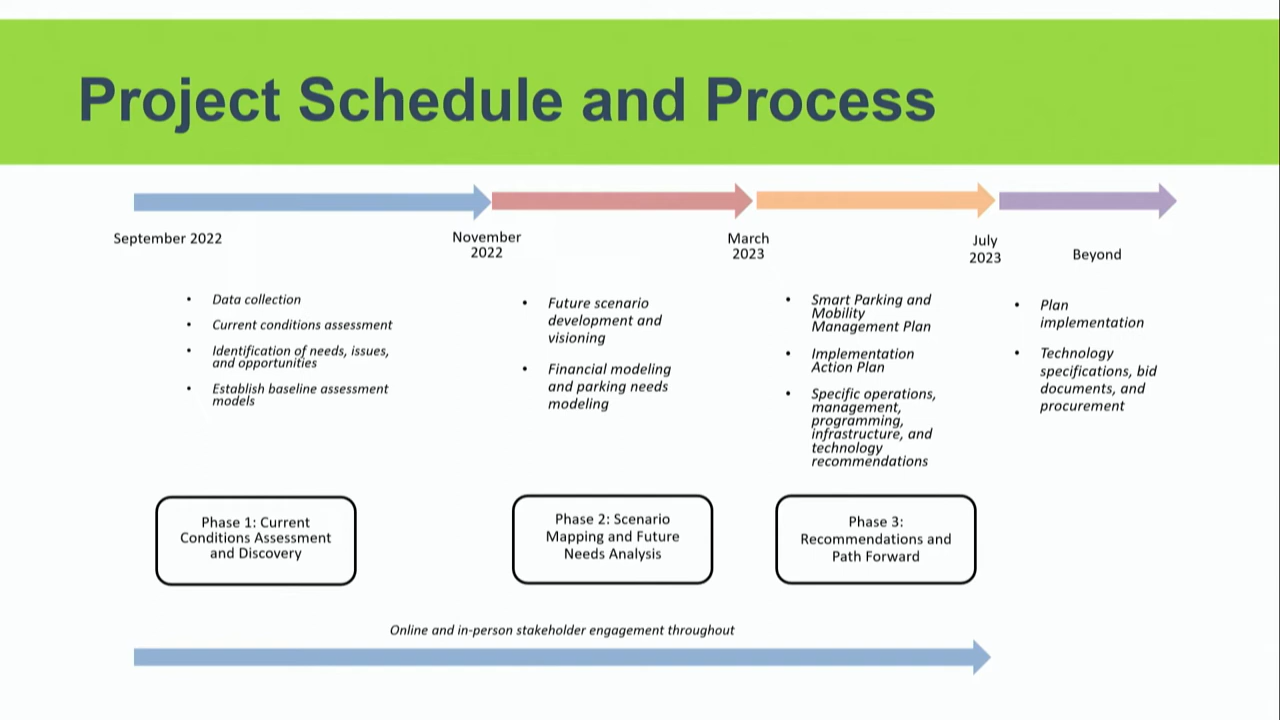 Project Schedule and Process
September 2022
November
2022
March
2023
July
2023
Beyond
• Data collection
• Current conditions assessment
• Identification of needs, issues,
and opportunities
• Establish baseline assessment
models
• Future scenario
development and
visioning
• Financial modeling
and parking needs
modeling
• Smart Parking and
Mobility
Management Plan
• Implementation
Action Plan
• Specific operations,
management,
programming,
infrastructure, and
technology
recommendations
• Plan
implementation
• Technology
specifications, bid
documents, and
procurement
Phase 1: Current
Conditions Assessment
and Discovery
Phase 2: Scenario
Mapping and Future
Needs Analysis
Phase 3:
Recommendations and
Path Forward
Online and in-person stakeholder engagement throughout